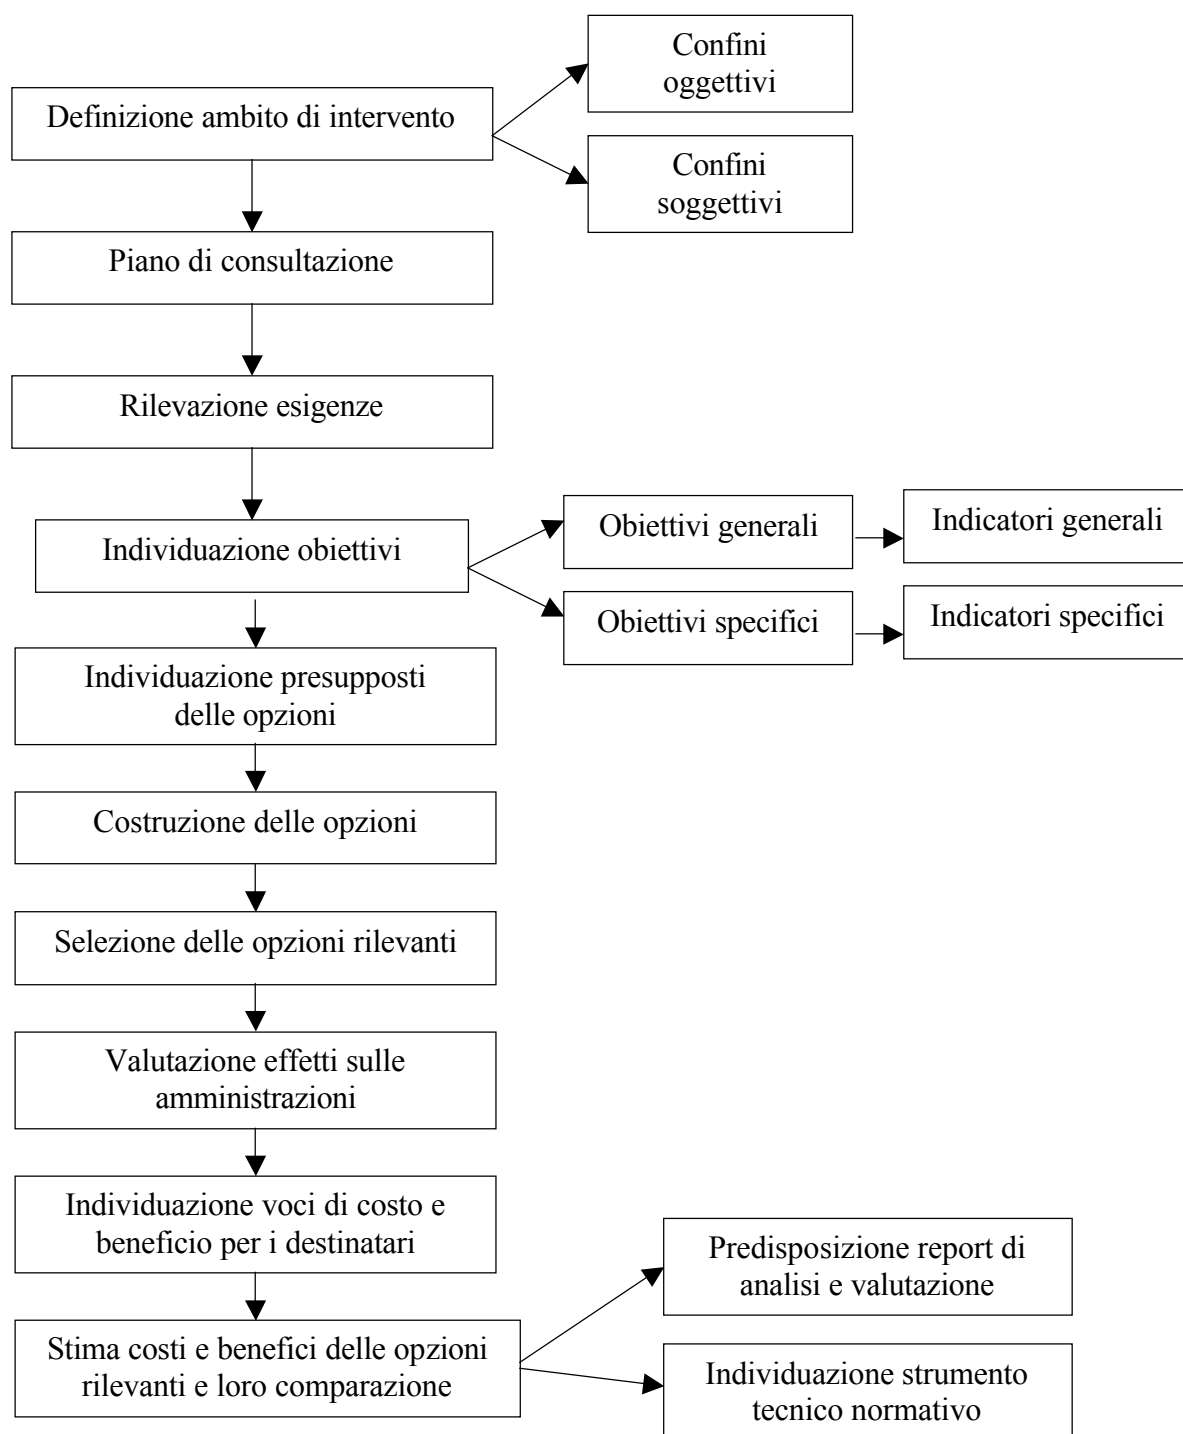 Confini
oggettivi
Definizione ambito di intervento
Confini
soggettivi
Piano di consultazione
Rilevazione esigenze
Individuazione obiettivi
Obiettivi generali
Indicatori generali
Obiettivi specifici
Indicatori specifici
Individuazione presupposti
delle opzioni
Costruzione delle opzioni
Selezione delle opzioni rilevanti
Valutazione effetti sulle
amministrazioni
Individuazione voci di costo e
beneficio per i destinatari
Predisposizione report di
analisi e valutazione
Stima costi e benefici delle opzioni
rilevanti e loro comparazione
Individuazione strumento
tecnico normativo